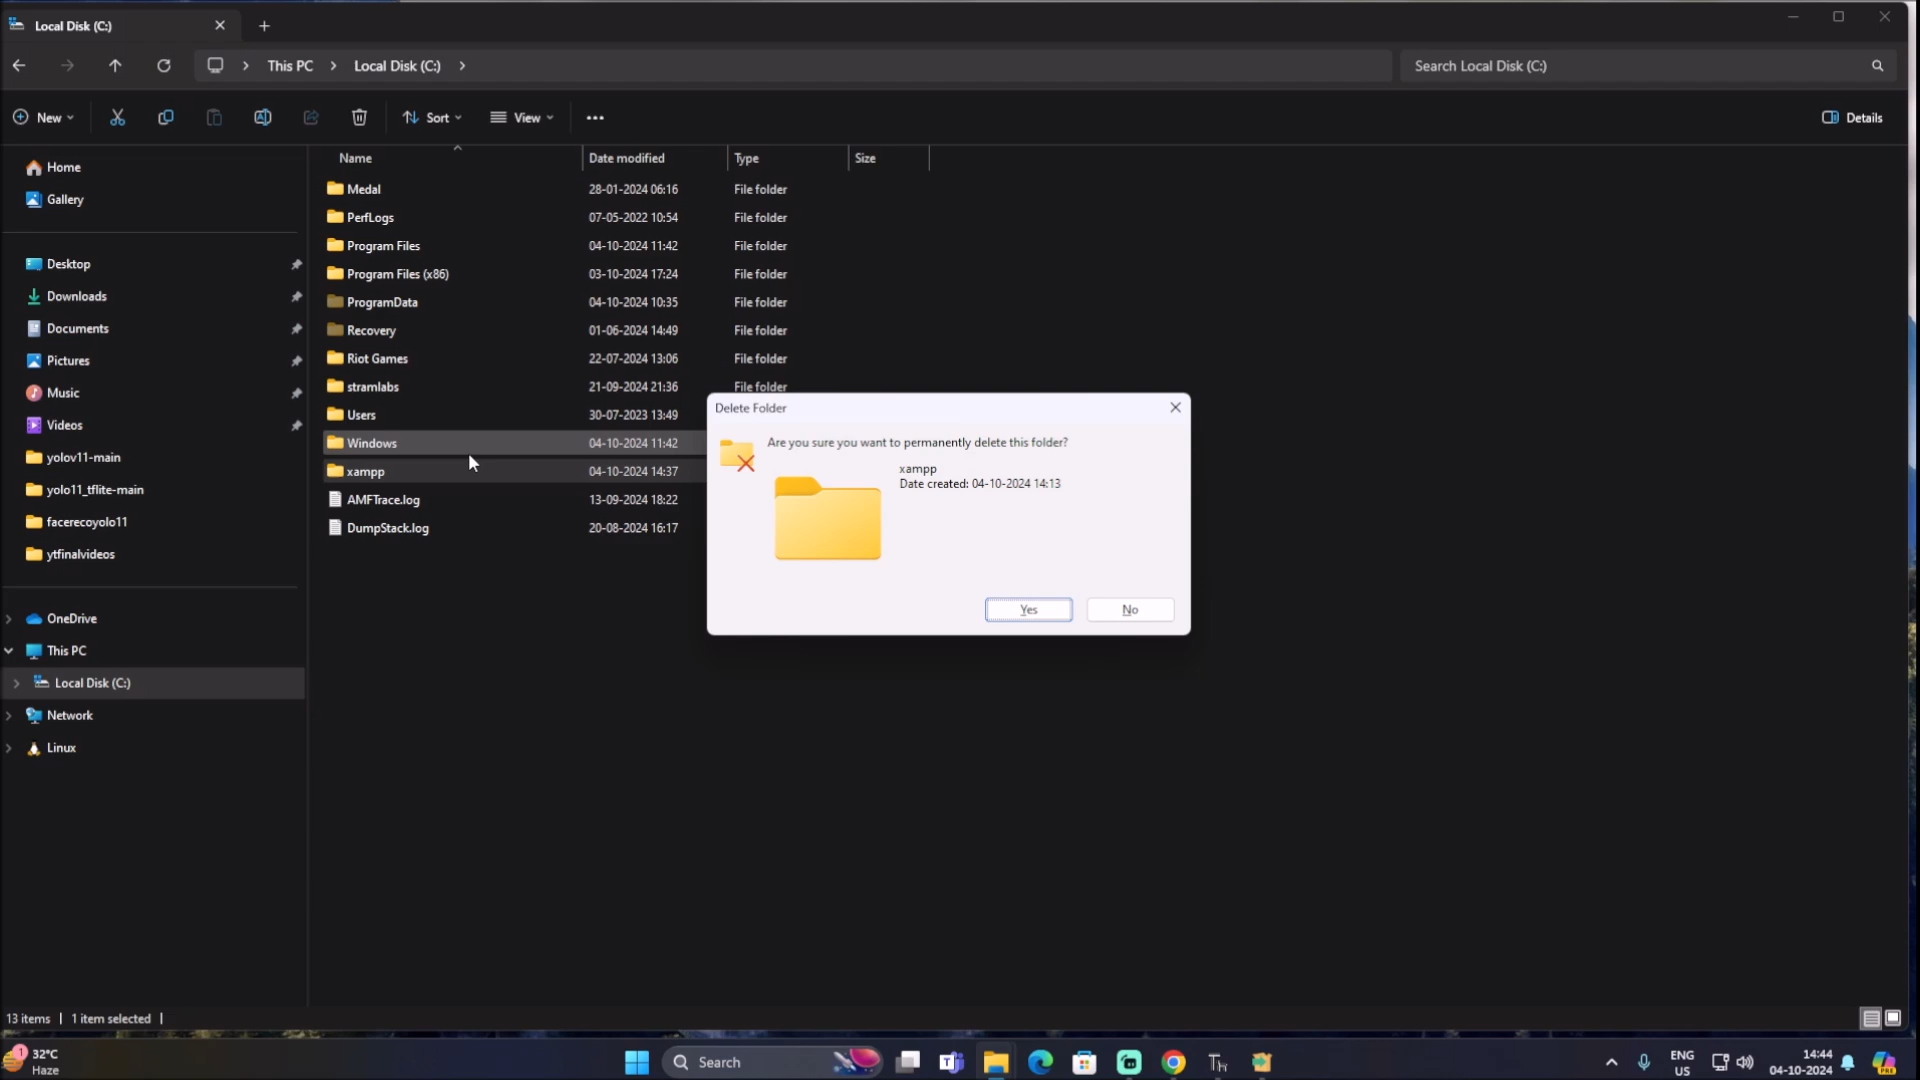 Local Disk (C:)
This PC
Local Disk (C:)
Search Local Disk (C:)
New
Sort
View
Details
Name
Date modified
Type
Size
Home
Gallery
Desktop
Downloads
Documents
Pictures
Music
Videos
yolov11-main
yolo11_tflite-main
facerecoyolo11
ytfinalvideos
OneDrive
This PC
Local Disk (C:)
Network
Linux
Medal 28-01-2024 06:16 File folder
PerfLogs 07-05-2022 10:54 File folder
Program Files 04-10-2024 11:42 File folder
Program Files (x86) 03-10-2024 17:24 File folder
ProgramData 04-10-2024 10:35 File folder
Recovery 01-06-2024 14:49 File folder
Riot Games 22-07-2024 13:06 File folder
stramlabs 21-09-2024 21:36 File folder
Users 30-07-2023 13:49
Windows 04-10-2024 11:42
xampp 04-10-2024 14:37
AMFTrace.log 13-09-2024 18:22
DumpStack.log 20-08-2024 16:17
Delete Folder
Are you sure you want to permanently delete this folder?
xampp
Date created: 04-10-2024 14:13
Yes
No
13 items
1 item selected
1
32°C
Haze
Search
ENG
US
14:44
04-10-2024
PRE